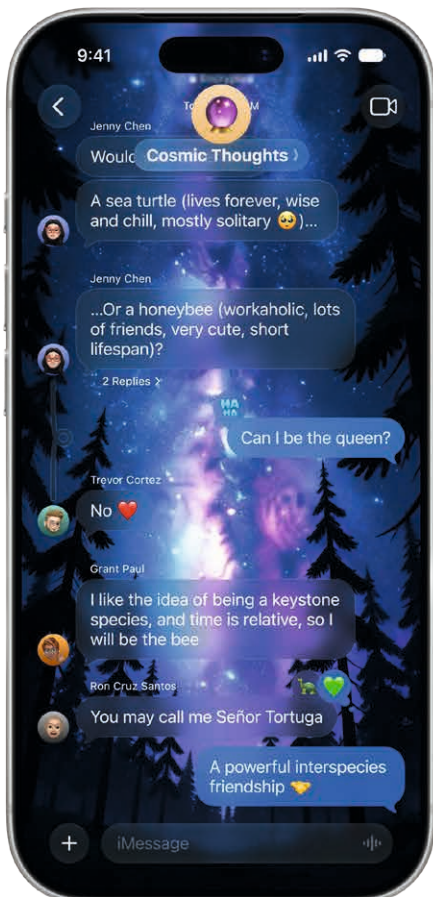 9:41
Jenny Chen
Cosmic Thoughts
A sea turtle (lives forever, wise
and chill, mostly solitary 🥺)...
Jenny Chen
...Or a honeybee (workaholic, lots
of friends, very cute, short
lifespan)?
2 Replies
HA
HA
Can I be the queen?
Trevor Cortez
No ❤️
Grant Paul
I like the idea of being a keystone
species, and time is relative, so I
will be the bee
Ron Cruz Santos
You may call me Señor Tortuga
A powerful interspecies
friendship 🤝
iMessage